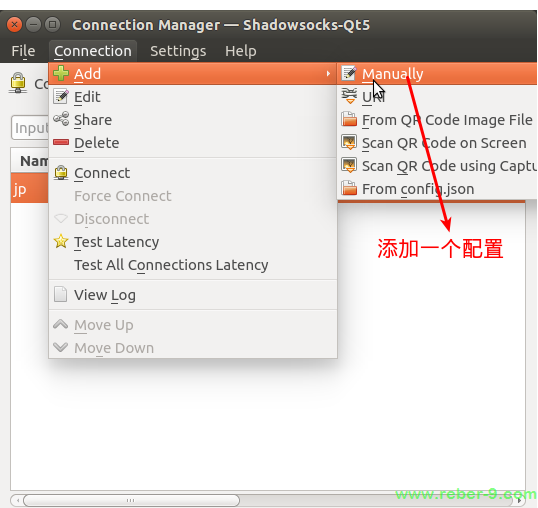 Connection Manager — Shadowsocks-Qt5
File Connection Settings Help
Add
Manually
Edit
Share
From QR Code Image File
Delete
Scan QR Code on Screen
Connect
Scan QR Code using Captu
Force Connect
From config.json
Disconnect
Test Latency
Test All Connections Latency
View Log
Move Up
Move Down
Co
Input
Nam
jp
URI
添加一个配置
www.reber-9.com